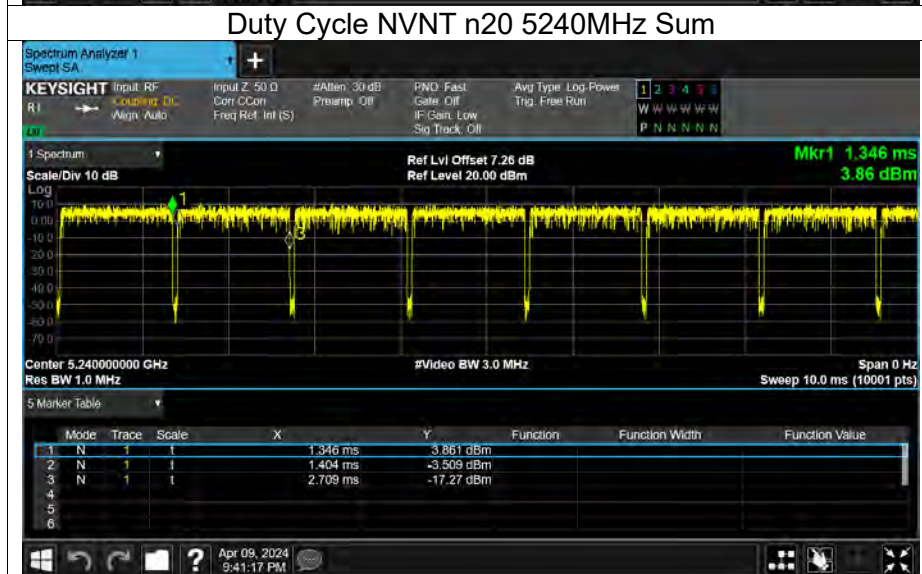 Duty Cycle NVNT n20 5240MHz Sum
Spectrum Analyzer 1
Swept SA
+
KEYSIGHT Input: RF Input Z: 50 Ω #Atten: 30 dB PNO: Fast Avg Type: Log-Power 1 2 3 4 5 6
Coupling: DC Corr CCorr Preamp: Off Gate: Off Trig: Free Run W W W W W W
Align: Auto Freq Ref: Int (S) IF Gain: Low
Sig Track: Off P N N N N N
1 Spectrum Ref Lvl Offset 7.26 dB Mkr1 1.346 ms
Scale/Div 10 dB Ref Level 20.00 dBm 3.86 dBm
Log
10.0 1
0.00
-10.0 3
-20.0
-30.0
-40.0
-50.0
-60.0
-70.0
Center 5.240000000 GHz #Video BW 3.0 MHz Span 0 Hz
Res BW 1.0 MHz Sweep 10.0 ms (10001 pts)
5 Marker Table
Mode Trace Scale X Y Function Function Width Function Value
1 N 1 t 1.346 ms 3.861 dBm
2 N 1 t 1.404 ms -3.509 dBm
3 N 1 t 2.709 ms -17.27 dBm
4
5
6
? Apr 09, 2024
9:41:17 PM